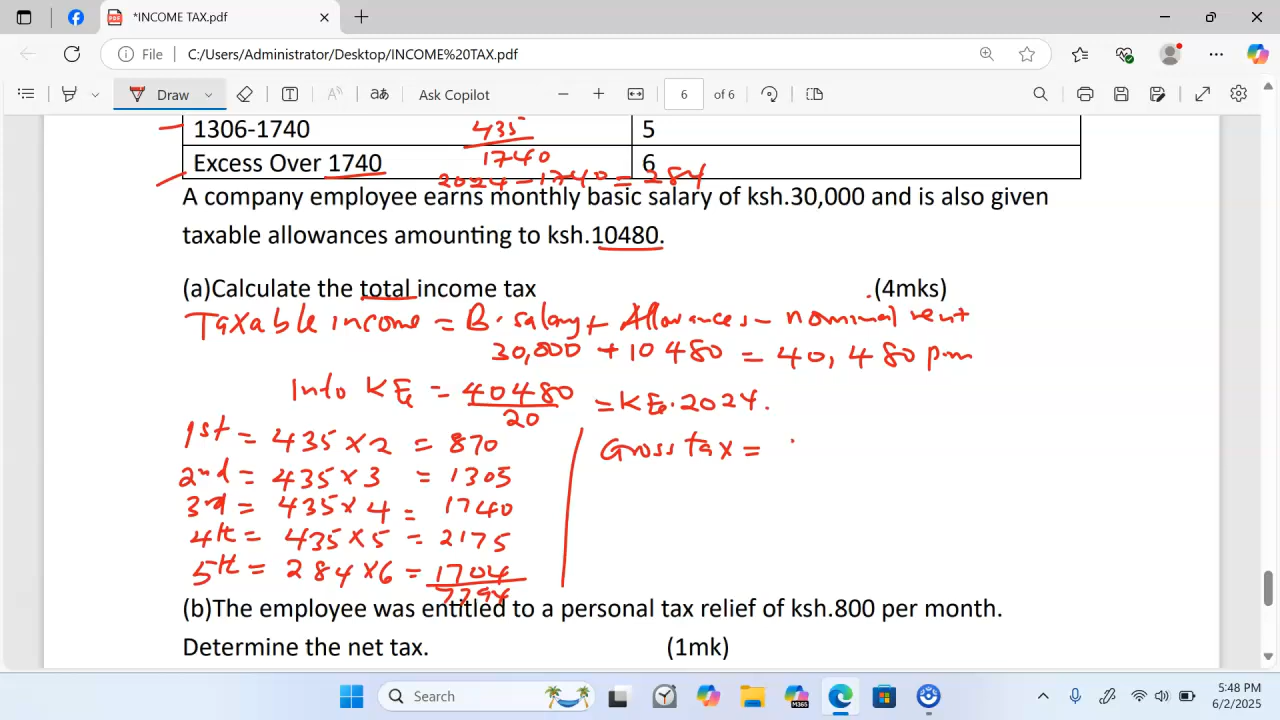 *INCOME TAX.pdf
File C:/Users/Administrator/Desktop/INCOME%20TAX.pdf
Draw aあ Ask Copilot 6 of 6
1306-1740 435 5
1740
Excess Over 1740 6
2024 - 1740 = 284
A company employee earns monthly basic salary of ksh.30,000 and is also given
taxable allowances amounting to ksh.10480.
(a)Calculate the total income tax (4mks)
Taxable income = B. salary + Allowances - nominal rent
30,000 + 10480 = 40,480 pm
Into K£ = 40480
20
= K£.2024.
1st = 435 x 2 = 870
2nd = 435 x 3 = 1305
3rd = 435 x 4 = 1740
4th = 435 x 5 = 2175
5th = 284 x 6 = 1704
7794
Gross tax =
(b)The employee was entitled to a personal tax relief of ksh.800 per month.
Determine the net tax. (1mk)
Search
5:48 PM
6/2/2025